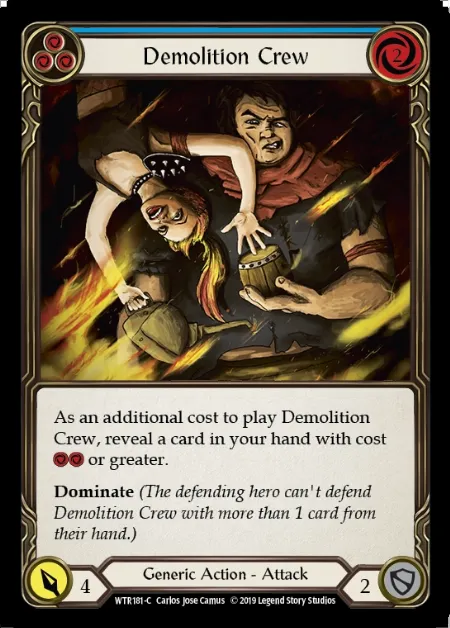 Demolition Crew
2
As an additional cost to play Demolition
Crew, reveal a card in your hand with cost
or greater.
Dominate (The defending hero can't defend
Demolition Crew with more than 1 card from
their hand.)
4
Generic Action - Attack
2
WTR181-C Carlos Jose Camus © 2019 Legend Story Studios